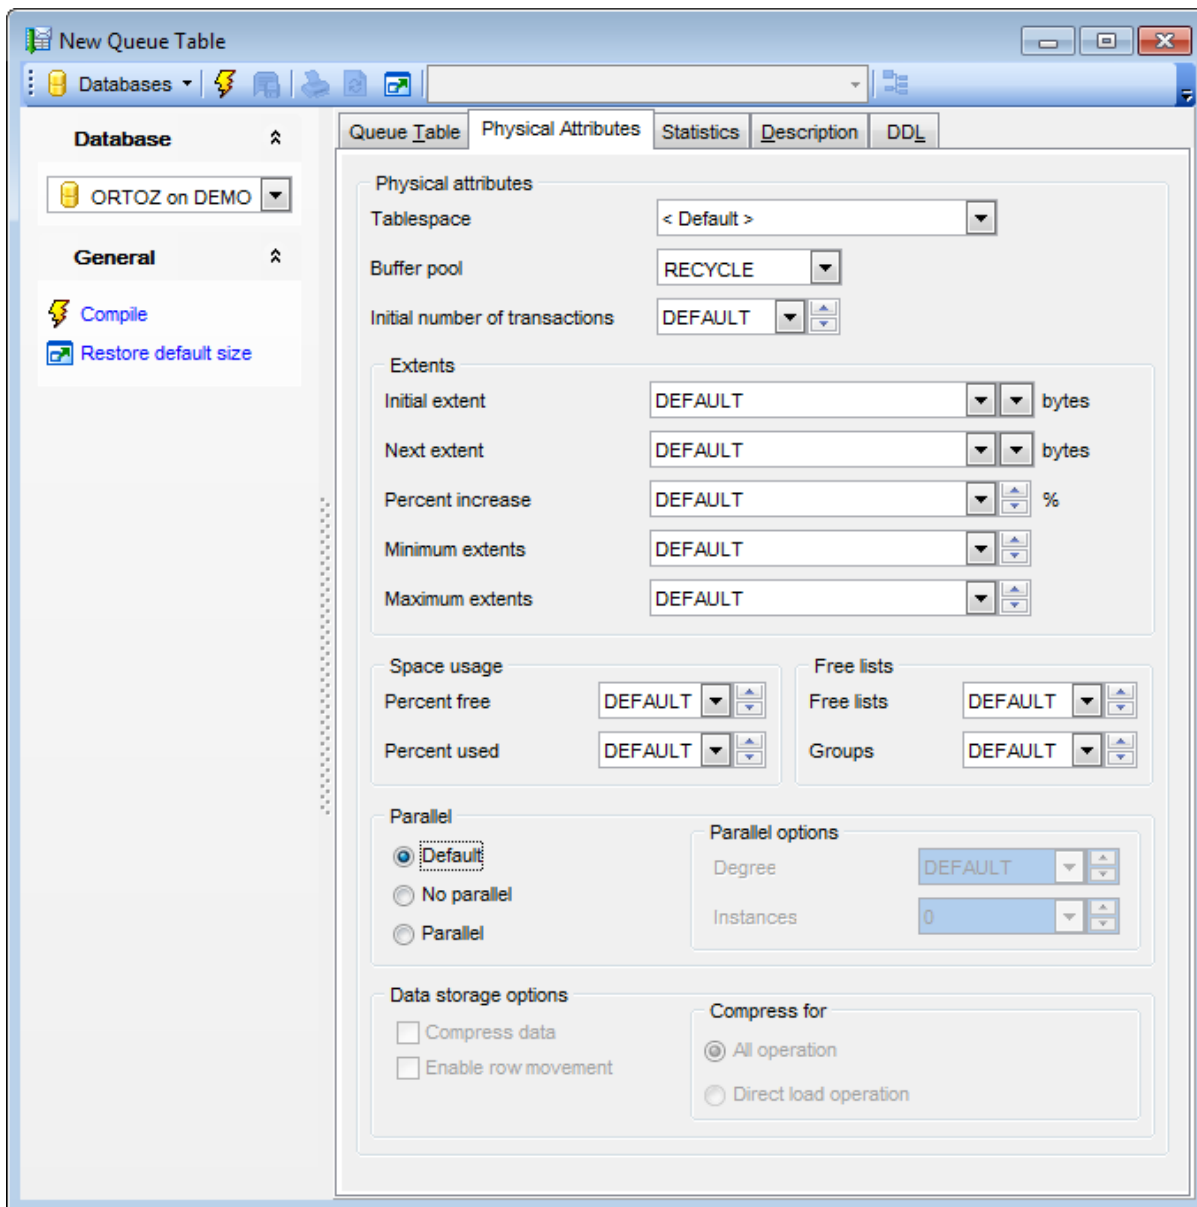 New Queue Table
Databases
Database
ORTOZ on DEMO
General
Compile
Restore default size
Queue Table Physical Attributes Statistics Description DDL
Physical attributes
Tablespace < Default >
Buffer pool RECYCLE
Initial number of transactions DEFAULT
Extents
Initial extent DEFAULT bytes
Next extent DEFAULT bytes
Percent increase DEFAULT %
Minimum extents DEFAULT
Maximum extents DEFAULT
Space usage
Percent free DEFAULT
Percent used DEFAULT
Free lists
Free lists DEFAULT
Groups DEFAULT
Parallel
Default
No parallel
Parallel
Parallel options
Degree DEFAULT
Instances 0
Data storage options
Compress data
Enable row movement
Compress for
All operation
Direct load operation